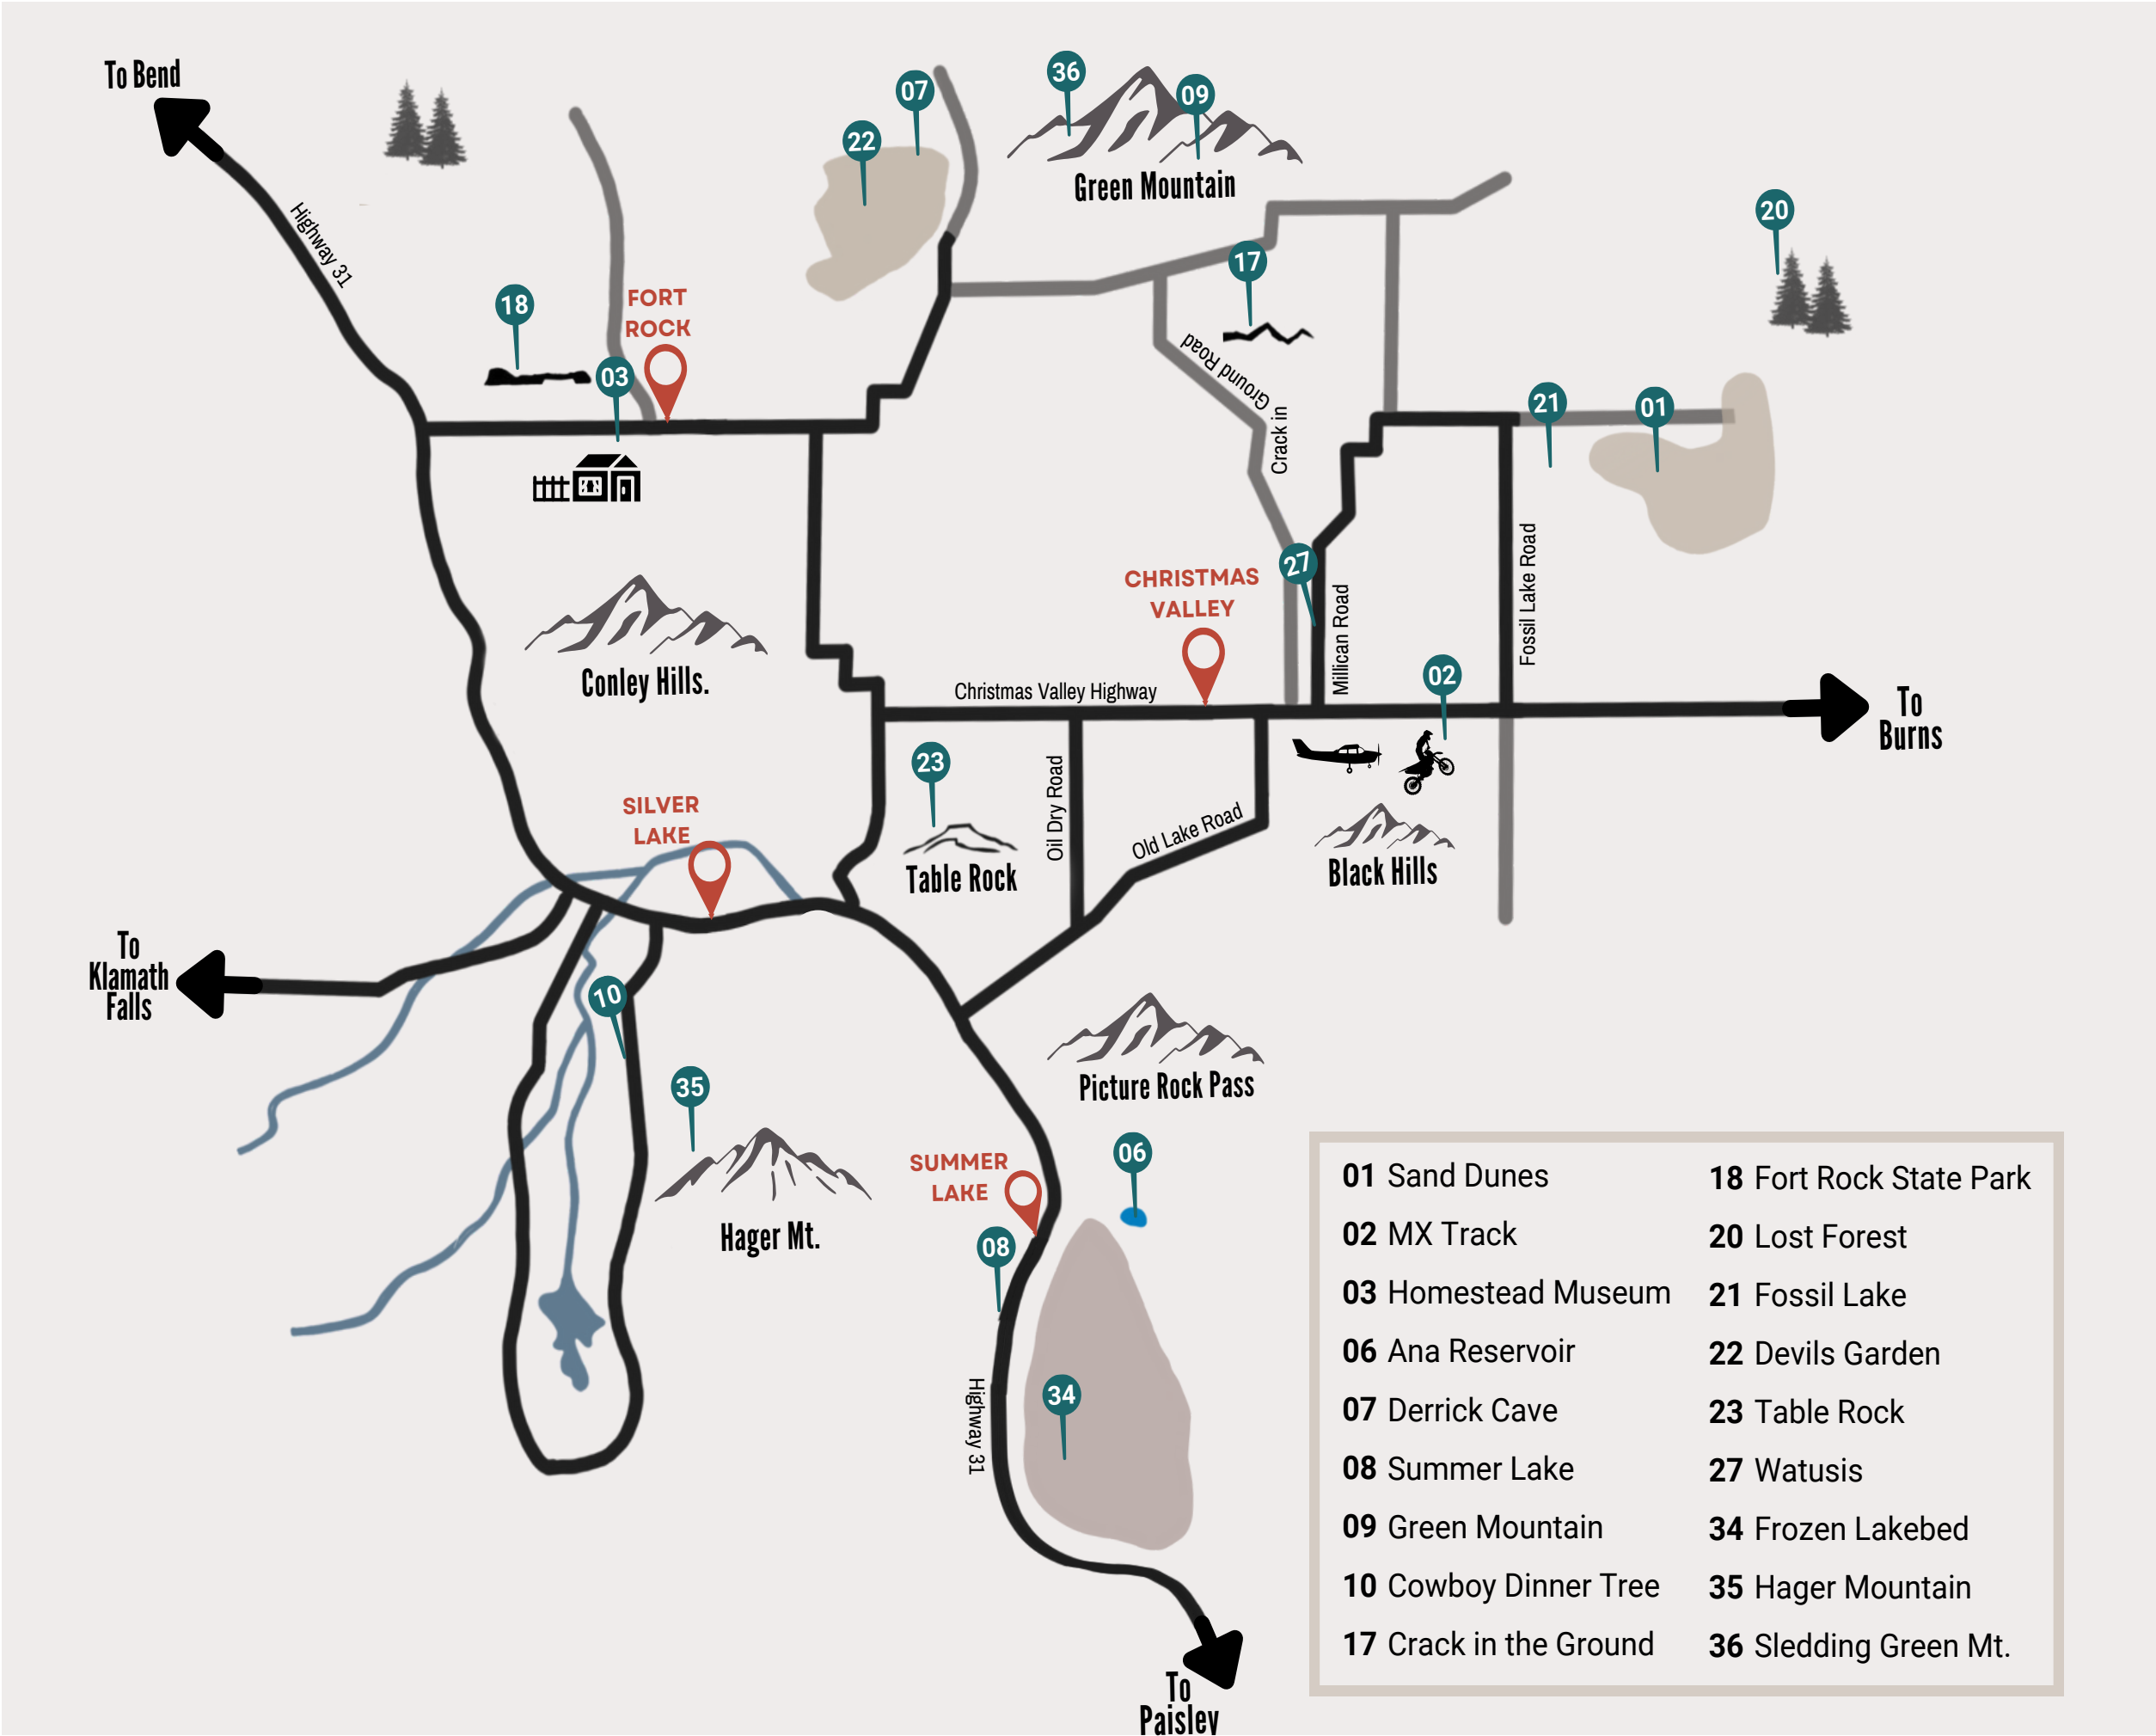 To Bend
Highway 31
07
36
09
22
Green Mountain
20
17
18
FORT
ROCK
03
Crack in
Ground Road
21
01
Fossil Lake Road
27
CHRISTMAS
VALLEY
Millican Road
Conley Hills.
Christmas Valley Highway
02
To
Burns
23
Table Rock
Oil Dry Road
Old Lake Road
Black Hills
SILVER
LAKE
To
Klamath
Falls
10
35
Hager Mt.
Picture Rock Pass
SUMMER
LAKE
06
08
34
Highway 31
To
Paisley
01 Sand Dunes
02 MX Track
03 Homestead Museum
06 Ana Reservoir
07 Derrick Cave
08 Summer Lake
09 Green Mountain
10 Cowboy Dinner Tree
17 Crack in the Ground
18 Fort Rock State Park
20 Lost Forest
21 Fossil Lake
22 Devils Garden
23 Table Rock
27 Watusis
34 Frozen Lakebed
35 Hager Mountain
36 Sledding Green Mt.